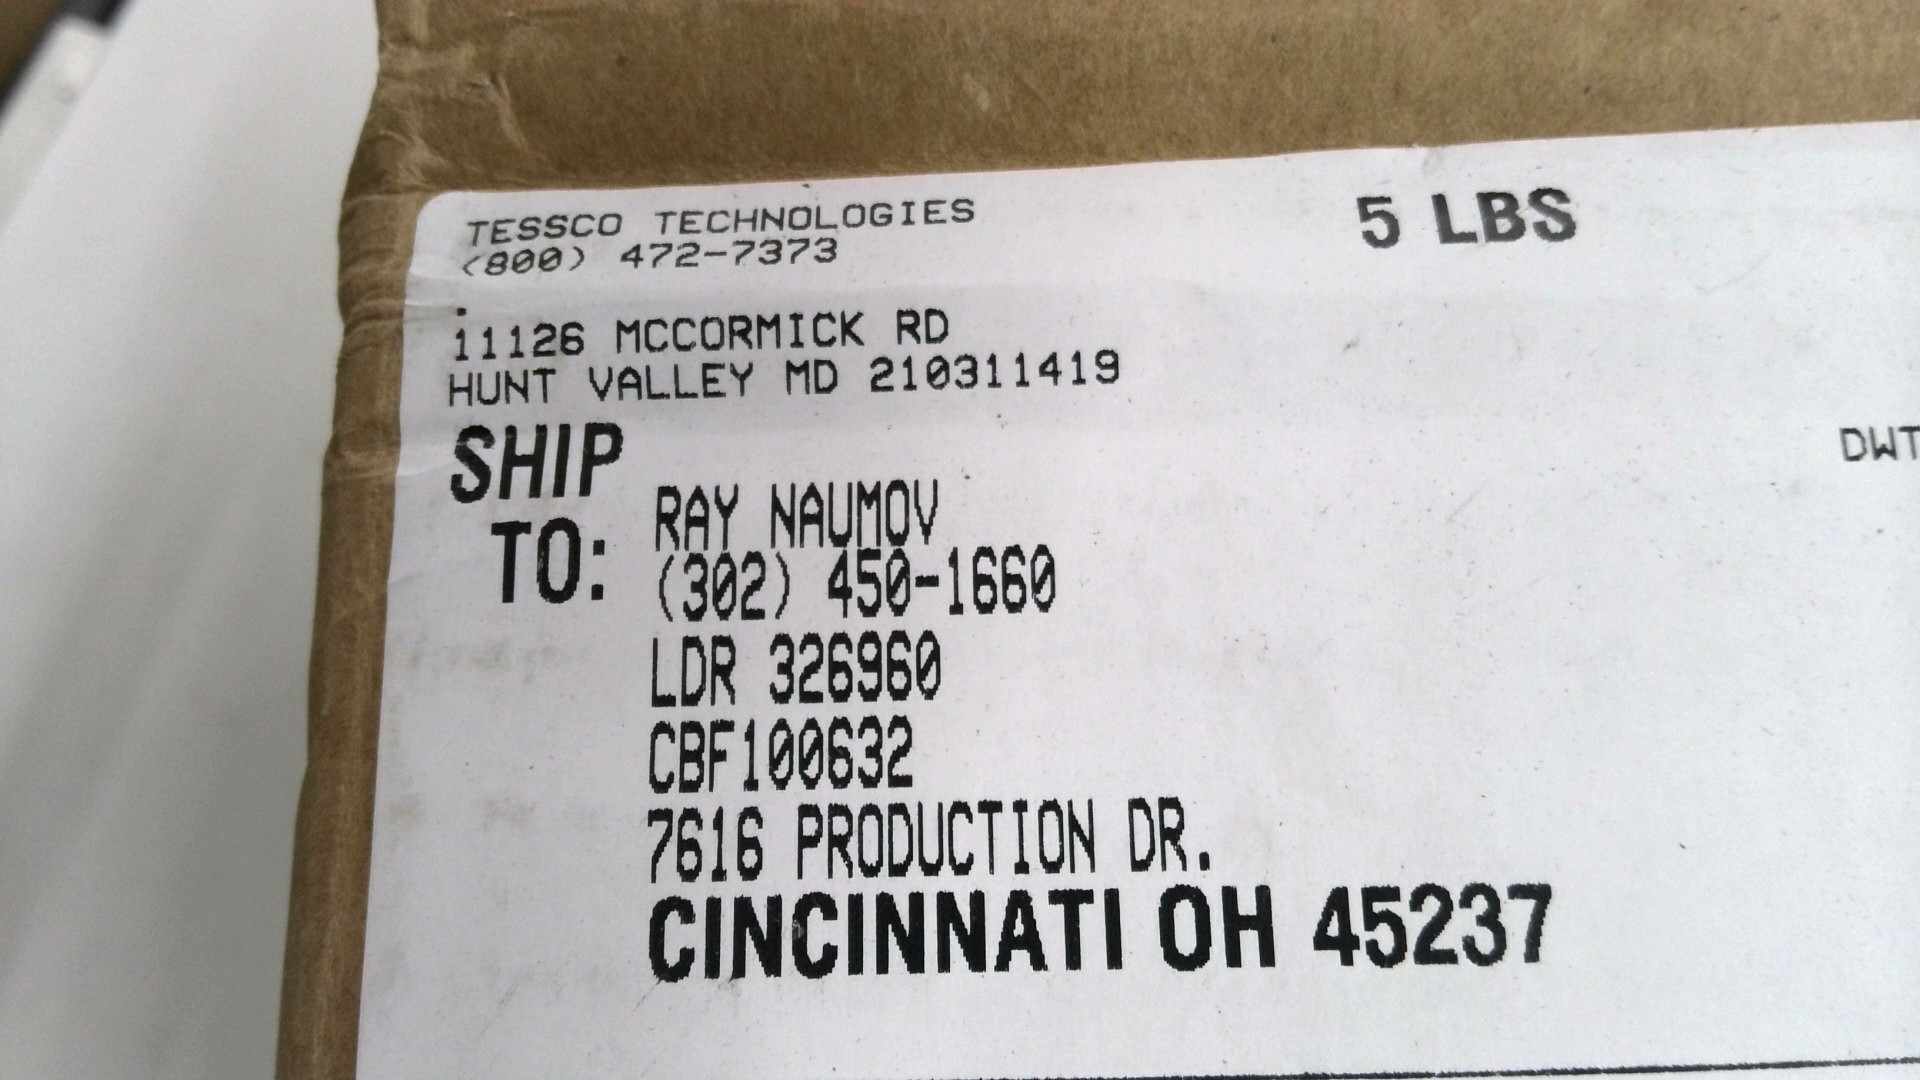 TESSCO TECHNOLOGIES
(800) 472-7373
5 LBS
.
11126 MCCORMICK RD
HUNT VALLEY MD 210311419
DWT
SHIP
TO:
RAY NAUMOV
(302) 450-1660
LDR 326960
CBF100632
7616 PRODUCTION DR.
CINCINNATI OH 45237